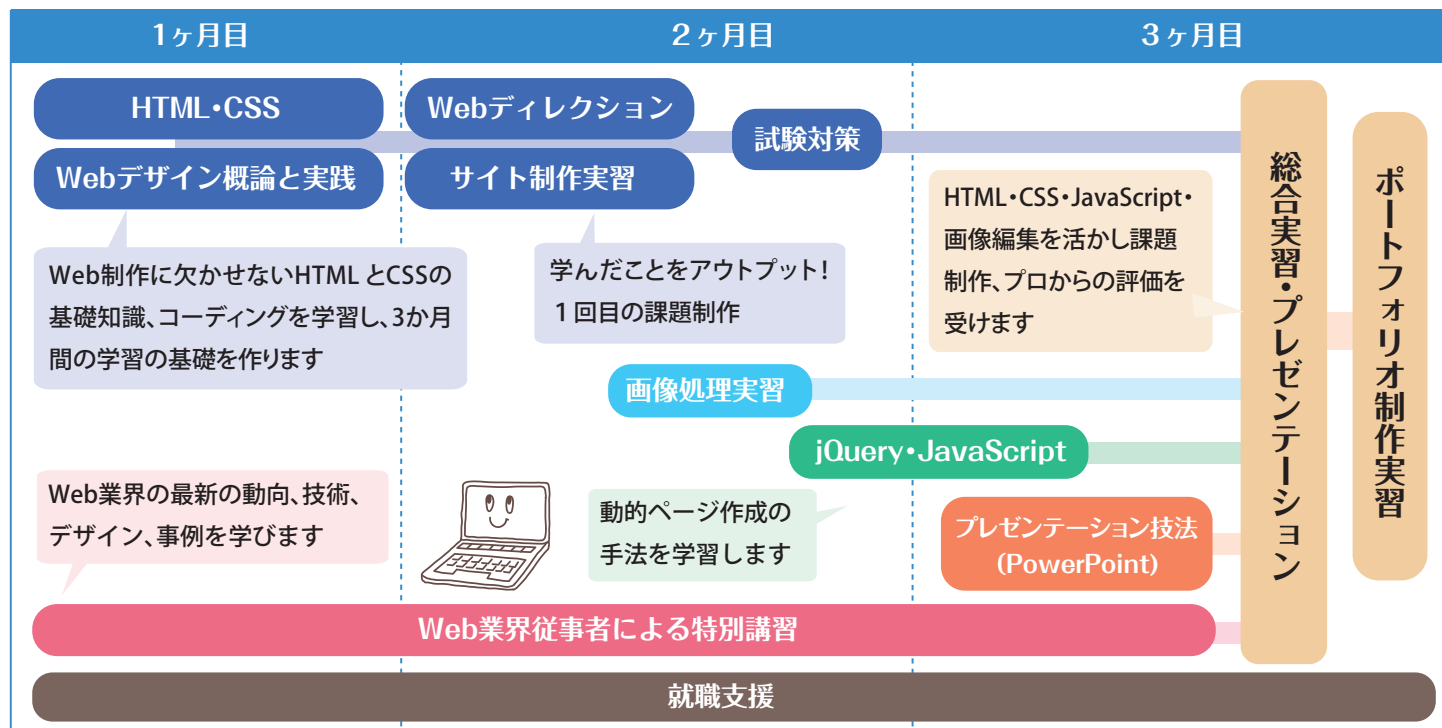 1ヶ月目
2ヶ月目
3ヶ月目
HTML・CSS
Webデザイン概論と実践
Webディレクション
サイト制作実習
試験対策
Web制作に欠かせないHTMLとCSSの
基礎知識、コーディングを学習し、3か月
間の学習の基礎を作ります
学んだことをアウトプット!
1回目の課題制作
HTML・CSS・JavaScript・
画像編集を活かし課題
制作、プロからの評価を
受けます
画像処理実習
jQuery・JavaScript
動的ページ作成の
手法を学習します
プレゼンテーション技法
(PowerPoint)
Web業界の最新の動向、技術、
デザイン、事例を学びます
Web業界従事者による特別講習
総合実習・プレゼンテーション
ポートフォリオ制作実習
就職支援